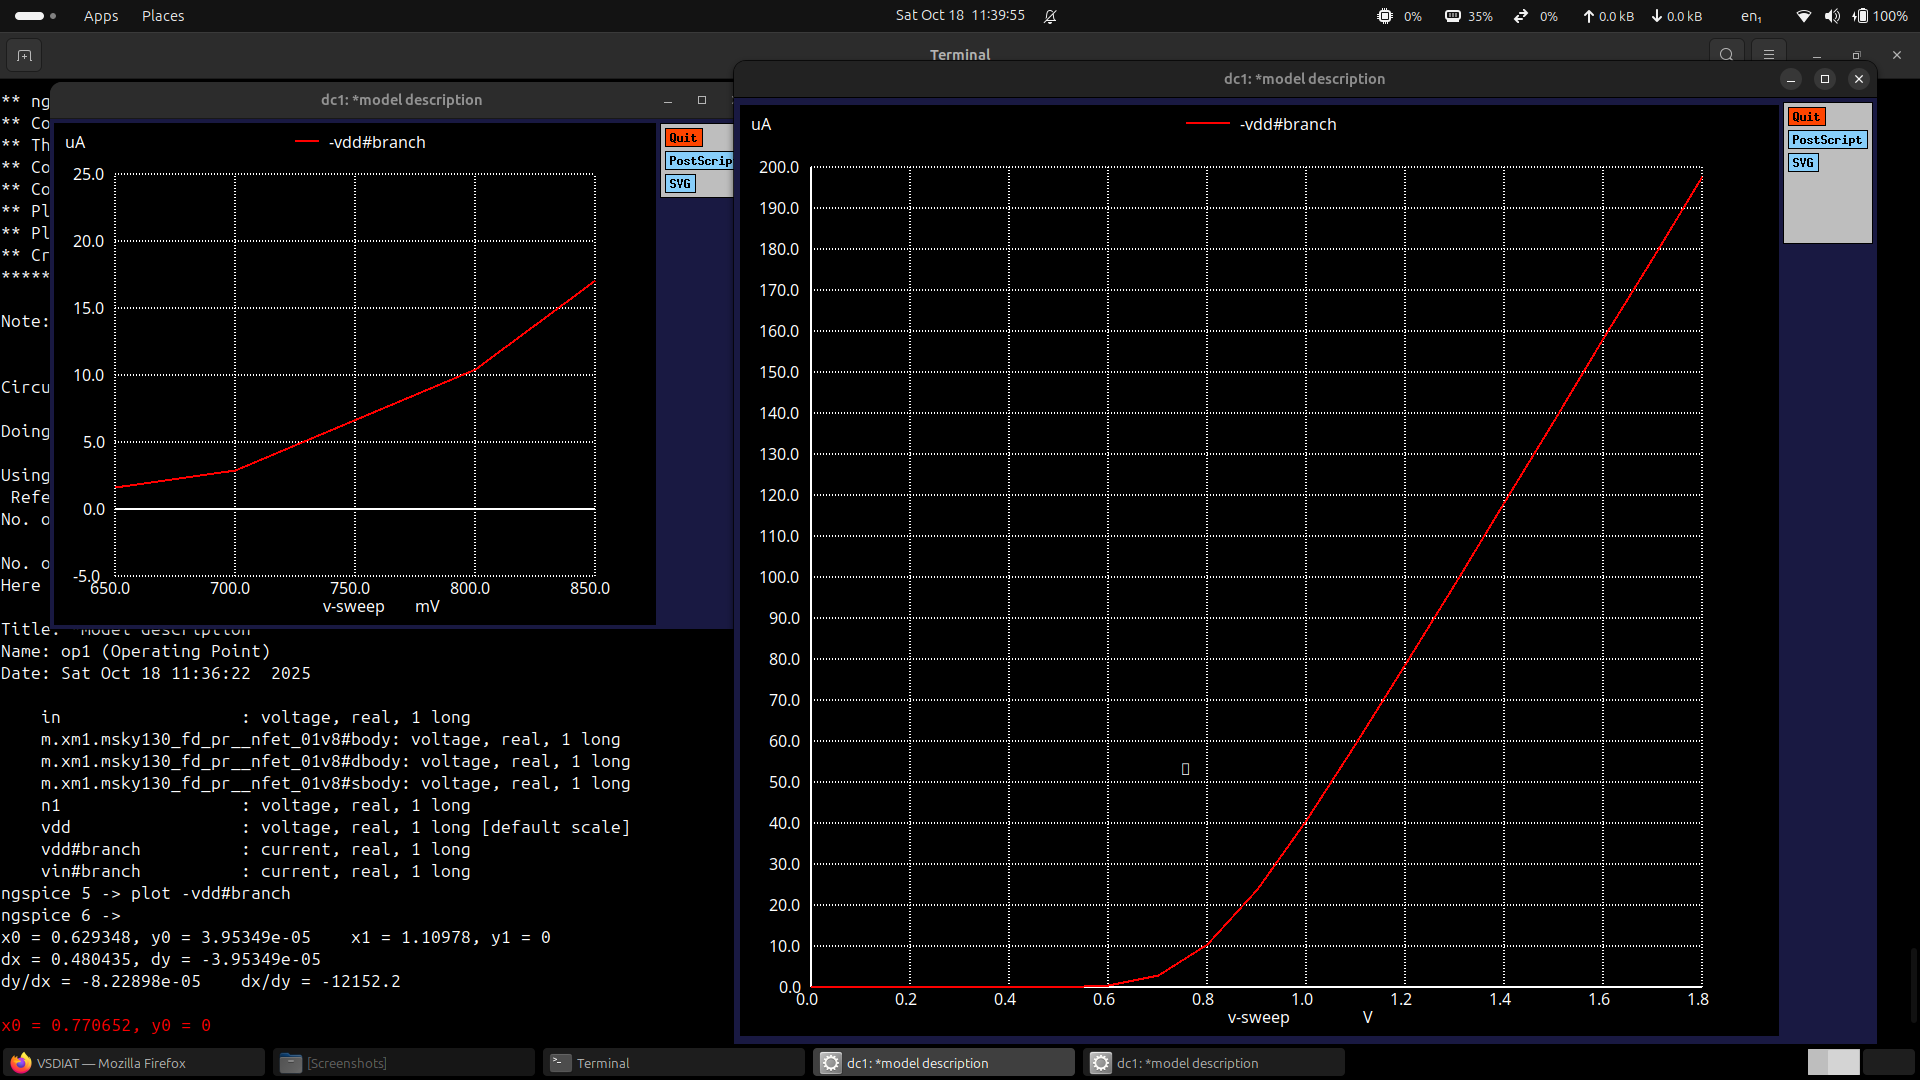 Apps Places
Sat Oct 18 11:39:55
0% 35% 0% 0.0 kB 0.0 kB en₁ 100%
Terminal
** ng
** Co
** Th
** Co
** Co
** Pl
** Pl
** Cr
*****
Note:
Circu
Doing
Using
Refe
No. o
No. o
Here
Title: *Model description
Name: op1 (Operating Point)
Date: Sat Oct 18 11:36:22 2025
in : voltage, real, 1 long
m.xm1.msky130_fd_pr__nfet_01v8#body: voltage, real, 1 long
m.xm1.msky130_fd_pr__nfet_01v8#dbody: voltage, real, 1 long
m.xm1.msky130_fd_pr__nfet_01v8#sbody: voltage, real, 1 long
n1 : voltage, real, 1 long
vdd : voltage, real, 1 long [default scale]
vdd#branch : current, real, 1 long
vin#branch : current, real, 1 long
ngspice 5 -> plot -vdd#branch
ngspice 6 ->
x0 = 0.629348, y0 = 3.95349e-05 x1 = 1.10978, y1 = 0
dx = 0.480435, dy = -3.95349e-05
dy/dx = -8.22898e-05 dx/dy = -12152.2
x0 = 0.770652, y0 = 0
dc1: *model description
uA
-vdd#branch
Quit
PostScrip
SVG
25.0
20.0
15.0
10.0
5.0
0.0
-5.0
650.0 700.0 750.0 800.0 850.0
v-sweep mV
dc1: *model description
uA
-vdd#branch
Quit
PostScript
SVG
200.0
190.0
180.0
170.0
160.0
150.0
140.0
130.0
120.0
110.0
100.0
90.0
80.0
70.0
60.0
50.0
40.0
30.0
20.0
10.0
0.0
0.0 0.2 0.4 0.6 0.8 1.0 1.2 1.4 1.6 1.8
v-sweep V
VSDIAT — Mozilla Firefox
[Screenshots]
Terminal
dc1: *model description
dc1: *model description